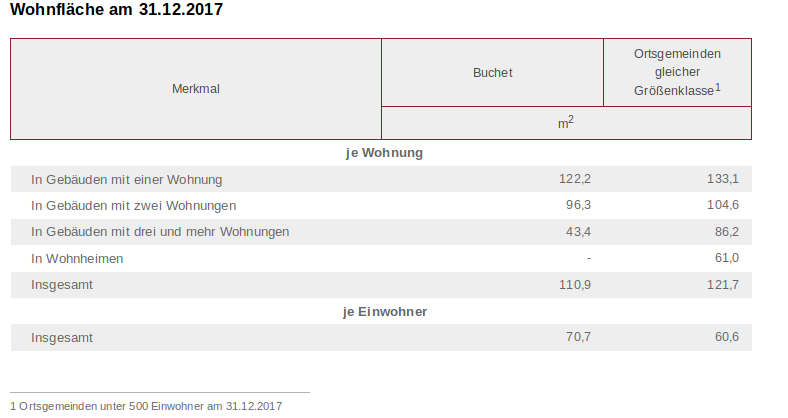 Wohnfläche am 31.12.2017
Merkmal Buchet Ortsgemeinden gleicher Größenklasse1
m2
je Wohnung
In Gebäuden mit einer Wohnung 122,2 133,1
In Gebäuden mit zwei Wohnungen 96,3 104,6
In Gebäuden mit drei und mehr Wohnungen 43,4 86,2
In Wohnheimen - 61,0
Insgesamt 110,9 121,7
je Einwohner
Insgesamt 70,7 60,6
1 Ortsgemeinden unter 500 Einwohner am 31.12.2017